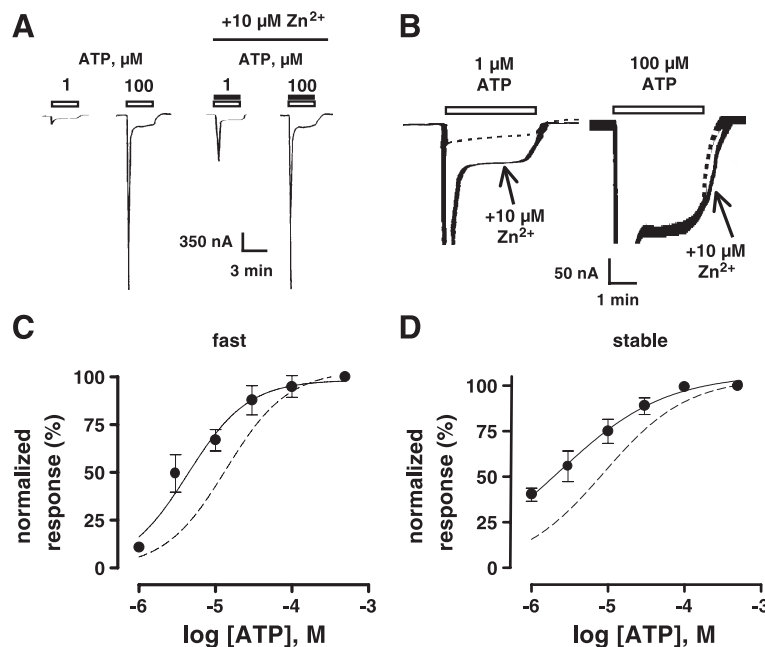 A
+10 µM Zn²⁺
ATP, µM
ATP, µM
1
100
1
100
350 nA
3 min
B
1 µM
ATP
100 µM
ATP
+10 µM
Zn²⁺
+10 µM
Zn²⁺
50 nA
1 min
C
fast
normalized
response (%)
100
75
50
25
0
-6
-5
-4
-3
log [ATP], M
D
stable
normalized
response (%)
100
75
50
25
0
-6
-5
-4
-3
log [ATP], M